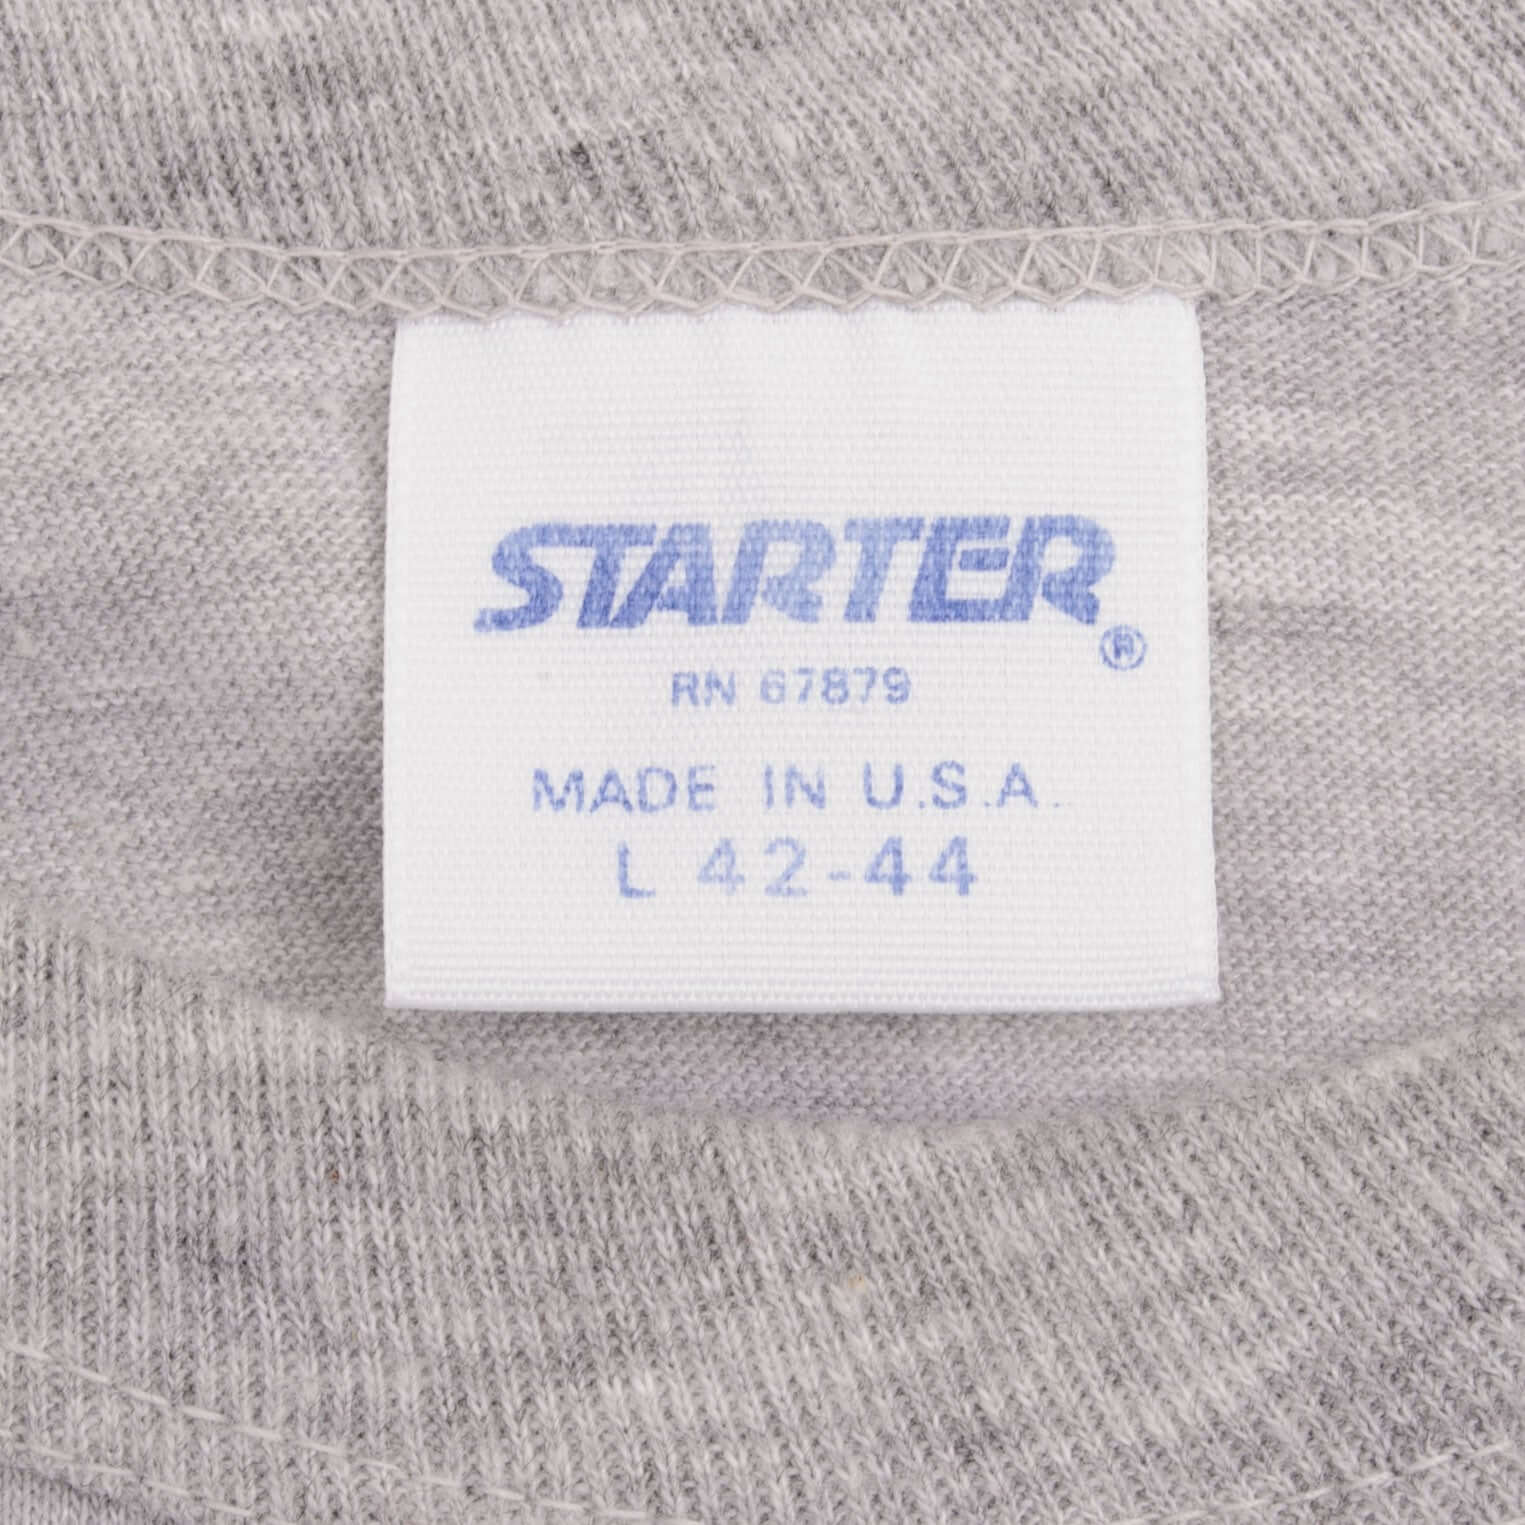 STARTER®
RN 67879
MADE IN U.S.A.
L 42-44